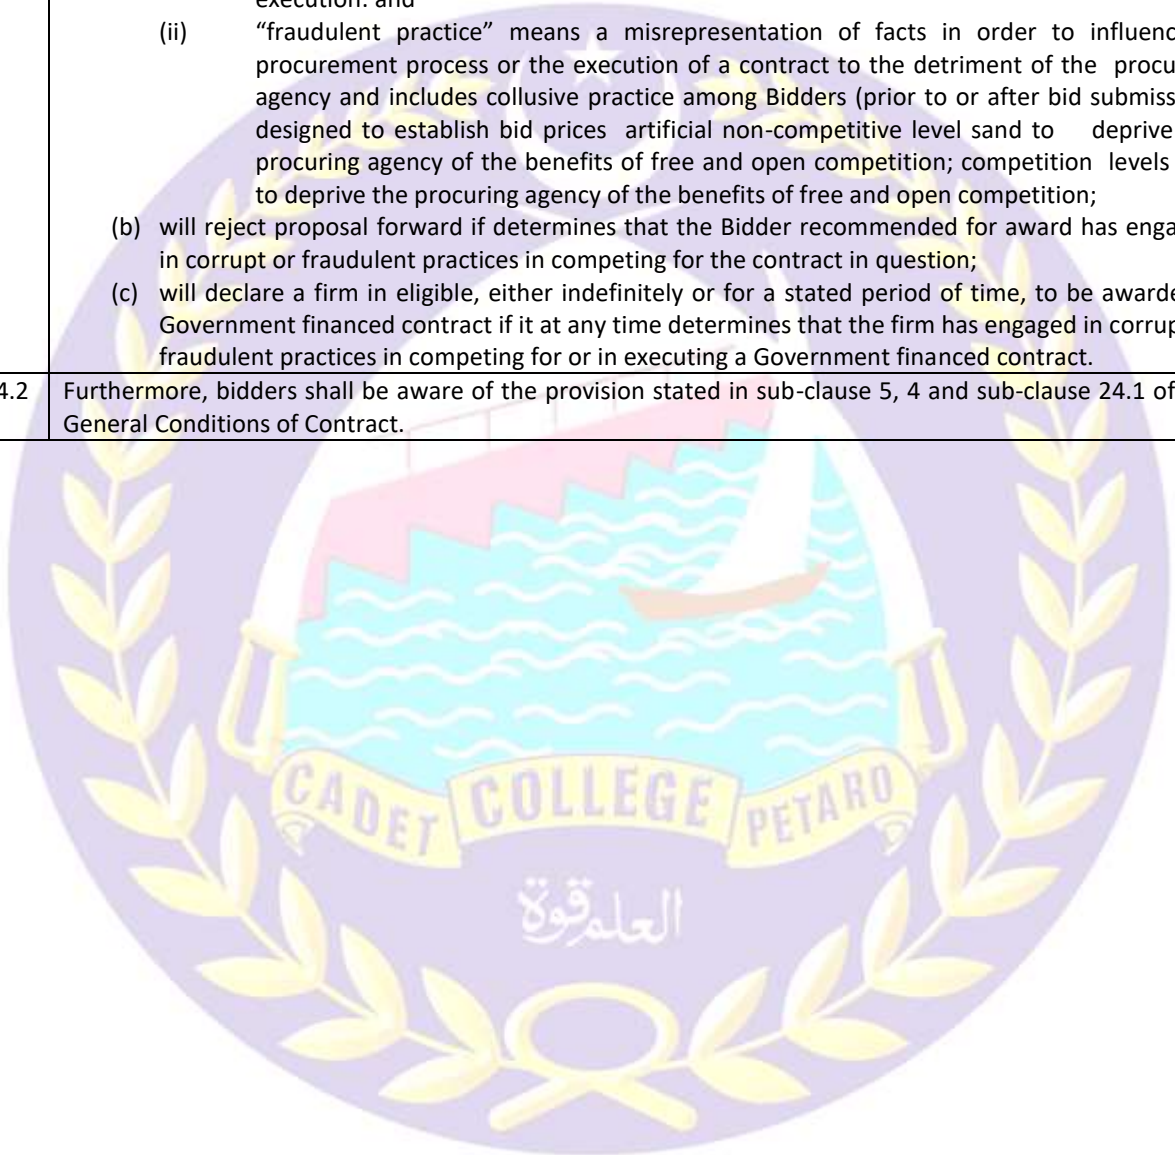 execution. and
(ii) “fraudulent practice” means a misrepresentation of facts in order to influenc
procurement process or the execution of a contract to the detriment of the procu
agency and includes collusive practice among Bidders (prior to or after bid submiss
designed to establish bid prices artificial non-competitive level sand to deprive
procuring agency of the benefits of free and open competition; competition levels
to deprive the procuring agency of the benefits of free and open competition;
(b) will reject proposal forward if determines that the Bidder recommended for award has enga
in corrupt or fraudulent practices in competing for the contract in question;
(c) will declare a firm in eligible, either indefinitely or for a stated period of time, to be awarde
Government financed contract if it at any time determines that the firm has engaged in corrup
fraudulent practices in competing for or in executing a Government financed contract.
4.2 Furthermore, bidders shall be aware of the provision stated in sub-clause 5, 4 and sub-clause 24.1 of
General Conditions of Contract.
CADET COLLEGE PETARO
العلم قوة